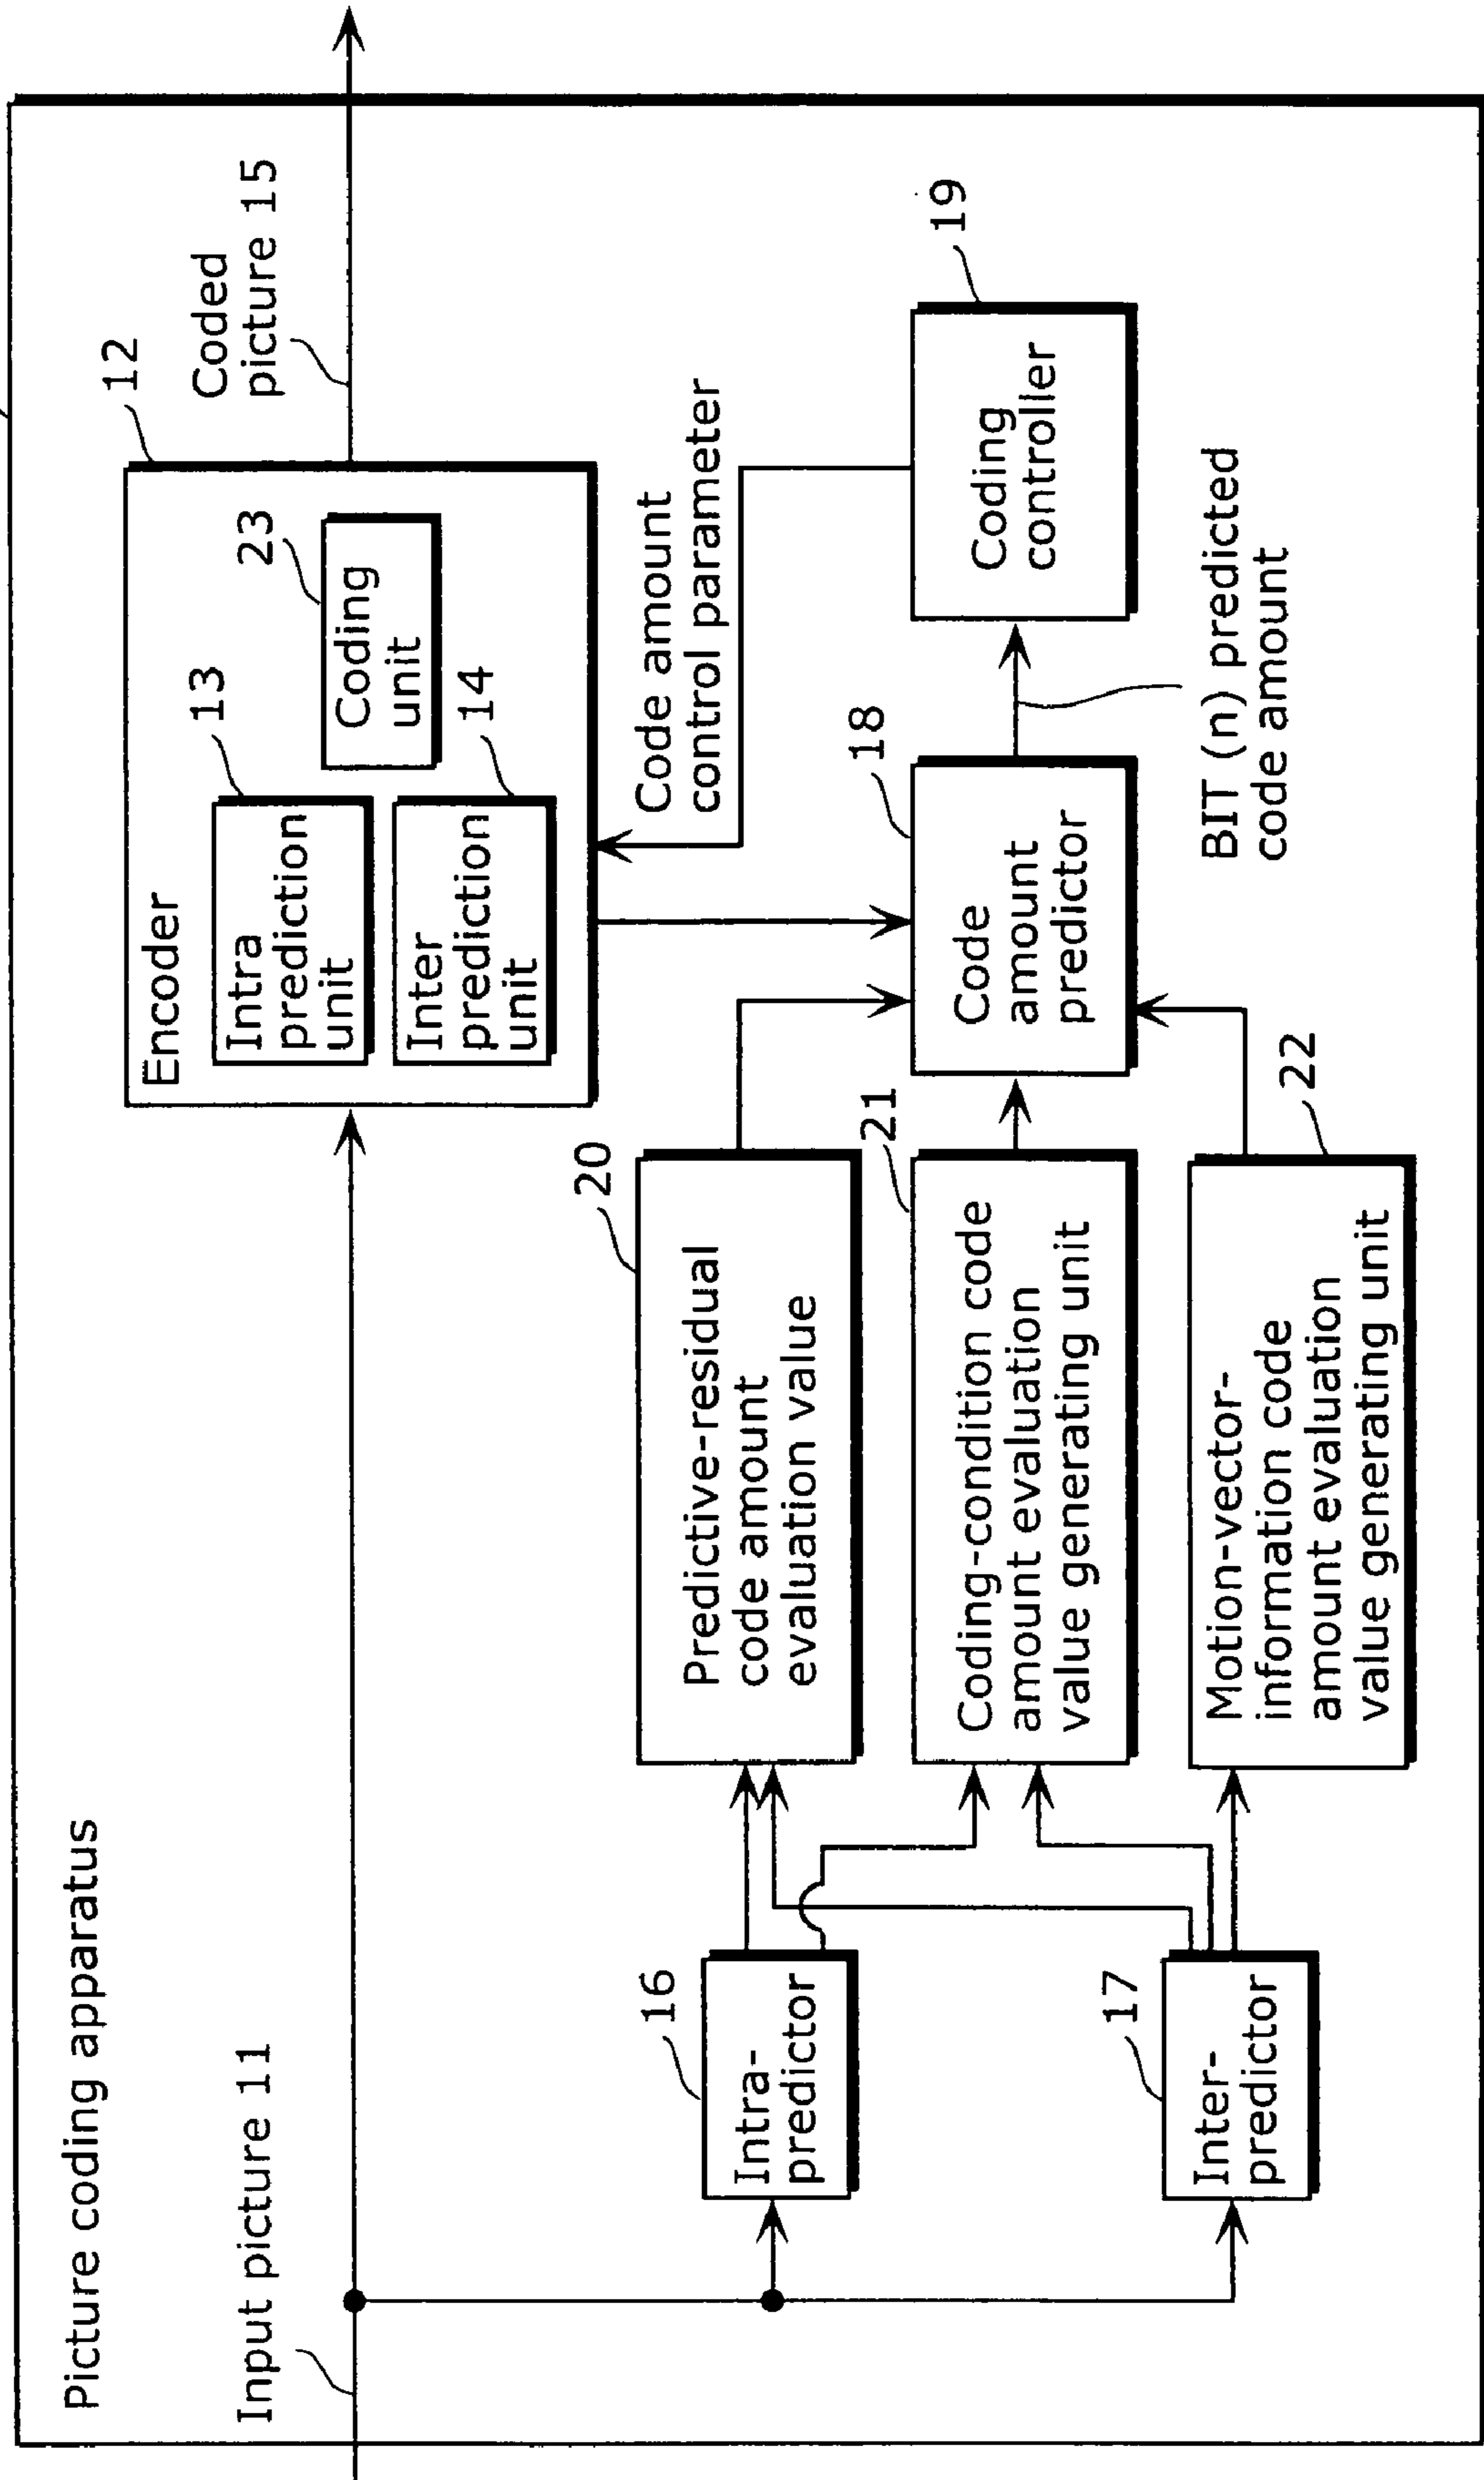 Picture coding apparatus
Input picture 11
Encoder
12
Intra
prediction
unit
13
Inter
prediction
unit
14
Coding
unit
23
Coded
picture 15
Intra-
predictor
16
Inter-
predictor
17
Predictive-residual
code amount
evaluation value
20
Coding-condition code
amount evaluation
value generating unit
21
Motion-vector-
information code
amount evaluation
value generating unit
22
Code
amount
predictor
18
Code amount
control parameter
Coding
controller
19
BIT (n) predicted
code amount